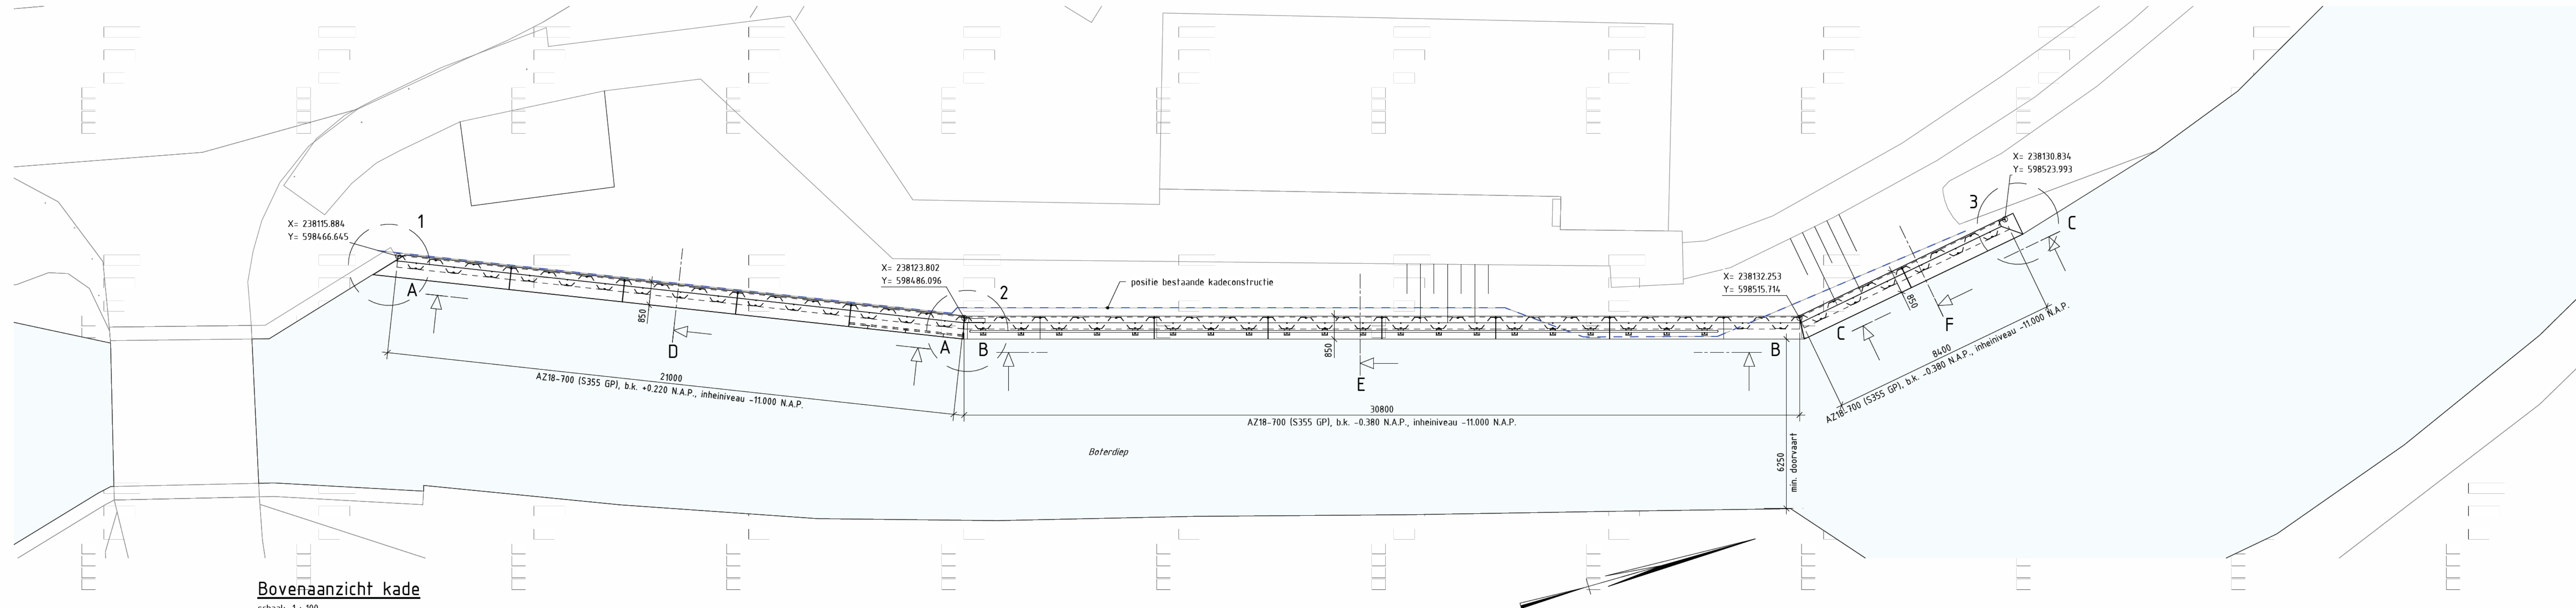 X= 238115.884
Y= 598466.645
1
A
850
D
21000
AZ18-700 (S355 GP), b.k. +0.220 N.A.P., inheiniveau -11.000 N.A.P.
A
X= 238123.802
Y= 598486.096
2
B
positie bestaande kadeconstructie
850
E
30800
AZ18-700 (S355 GP), b.k. -0.380 N.A.P., inheiniveau -11.000 N.A.P.
Boterdiep
X= 238132.253
Y= 598515.714
B
6250
min. doorvaart
C
850
F
8400
AZ18-700 (S355 GP), b.k. -0.380 N.A.P., inheiniveau -11.000 N.A.P.
X= 238130.834
Y= 598523.993
3
C
Bovenaanzicht kade
schaal 1 : 100